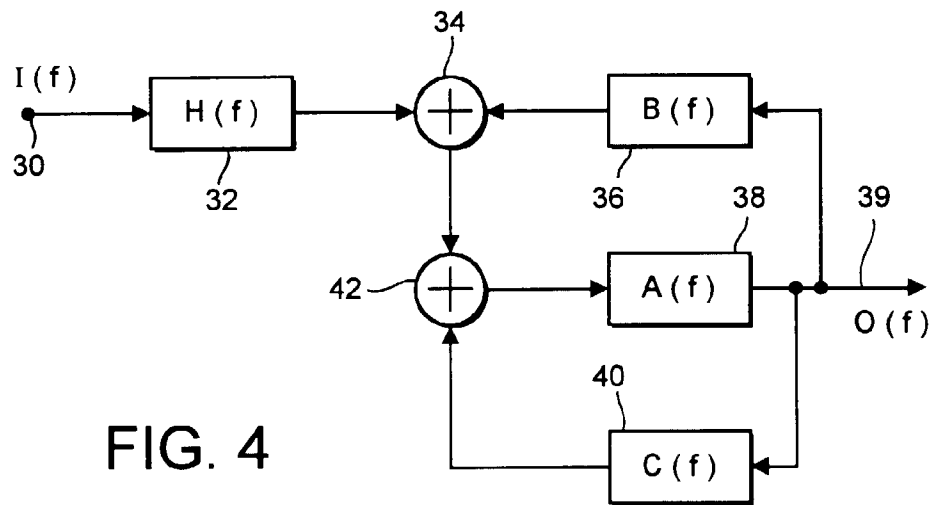 34
I ( f )
H ( f )
B ( f )
30
32
36
38
39
42
A ( f )
O ( f )
40
C ( f )
FIG. 4